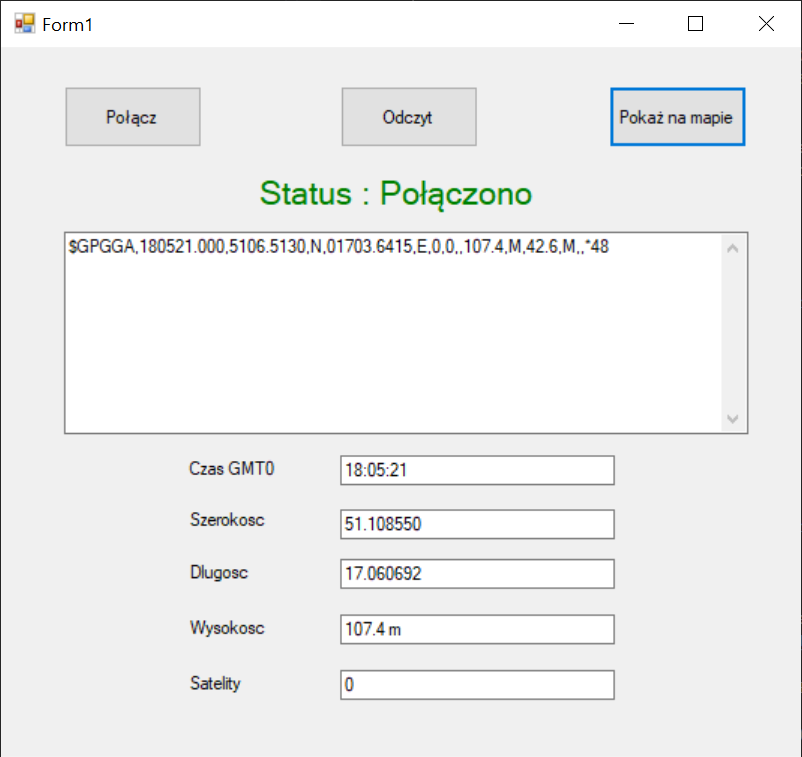 Form1
Połącz Odczyt Pokaż na mapie
Status : Połączono
$GPGGA,180521.000,5106.5130,N,01703.6415,E,0,0,,107.4,M,42.6,M,,*48
Czas GMT0 18:05:21
Szerokosc 51.108550
Dlugosc 17.060692
Wysokosc 107.4 m
Satelity 0